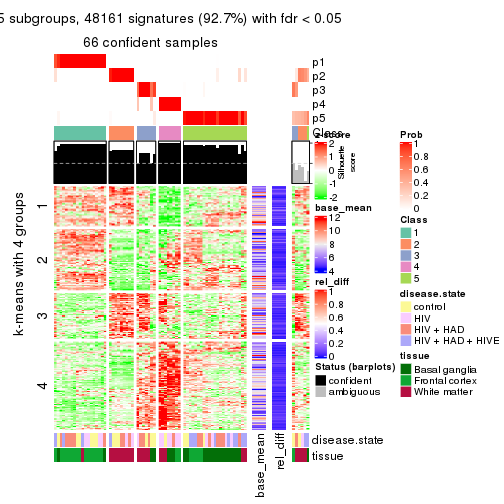 5 subgroups, 48161 signatures (92.7%) with fdr < 0.05
66 confident samples
p1
p2
p3
p4
p5
Class
Silhouette
score
k-means with 4 groups
1
2
3
4
base_mean
rel_diff
disease.state
tissue
z-score
2
1
0
-1
-2
base_mean
12
10
8
6
4
rel_diff
1
0.8
0.6
0.4
0.2
0
Status (barplots)
confident
ambiguous
Prob
1
0.8
0.6
0.4
0.2
0
Class
1
2
3
4
5
disease.state
control
HIV
HIV + HAD
HIV + HAD + HIVE
tissue
Basal ganglia
Frontal cortex
White matter